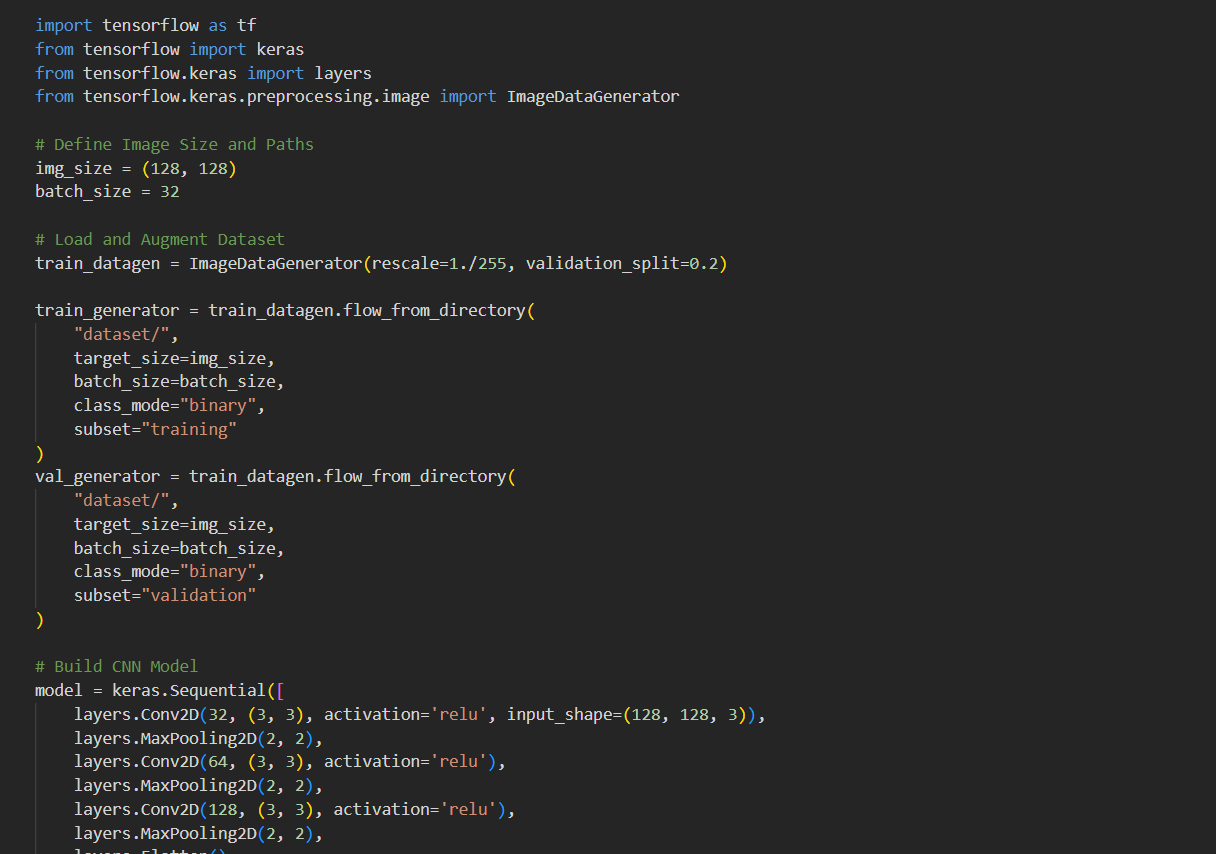 import tensorflow as tf
from tensorflow import keras
from tensorflow.keras import layers
from tensorflow.keras.preprocessing.image import ImageDataGenerator

# Define Image Size and Paths
img_size = (128, 128)
batch_size = 32

# Load and Augment Dataset
train_datagen = ImageDataGenerator(rescale=1./255, validation_split=0.2)

train_generator = train_datagen.flow_from_directory(
    "dataset/",
    target_size=img_size,
    batch_size=batch_size,
    class_mode="binary",
    subset="training"
)
val_generator = train_datagen.flow_from_directory(
    "dataset/",
    target_size=img_size,
    batch_size=batch_size,
    class_mode="binary",
    subset="validation"
)

# Build CNN Model
model = keras.Sequential([
    layers.Conv2D(32, (3, 3), activation='relu', input_shape=(128, 128, 3)),
    layers.MaxPooling2D(2, 2),
    layers.Conv2D(64, (3, 3), activation='relu'),
    layers.MaxPooling2D(2, 2),
    layers.Conv2D(128, (3, 3), activation='relu'),
    layers.MaxPooling2D(2, 2),